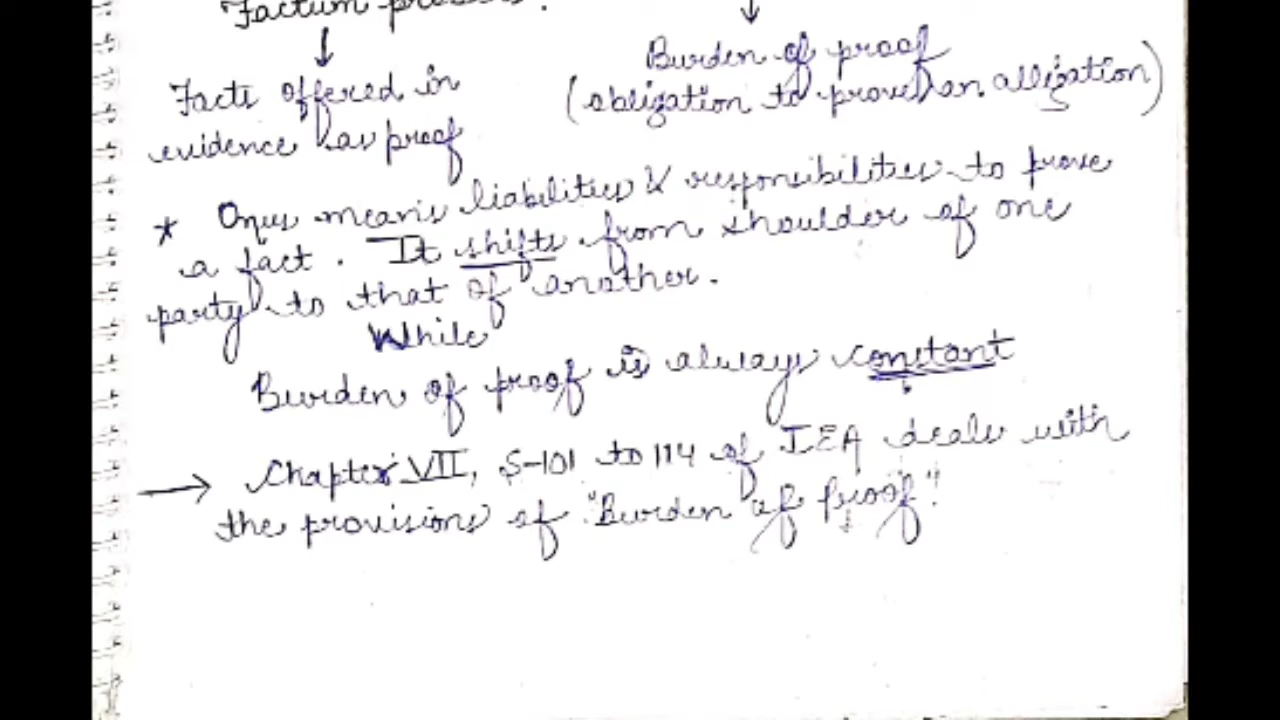 Factum
Facts offered in
evidence as proof
Burden of proof
(obligation to prove an alligation)
* Onus means liabilities & responsibilities to prove
a fact. It shifts from shoulder of one
party to that of another.
While
Burden of proof is always constant
→ Chapter VII, S-101 to 114 of IEA deals with
the provisions of "Burden of Proof".